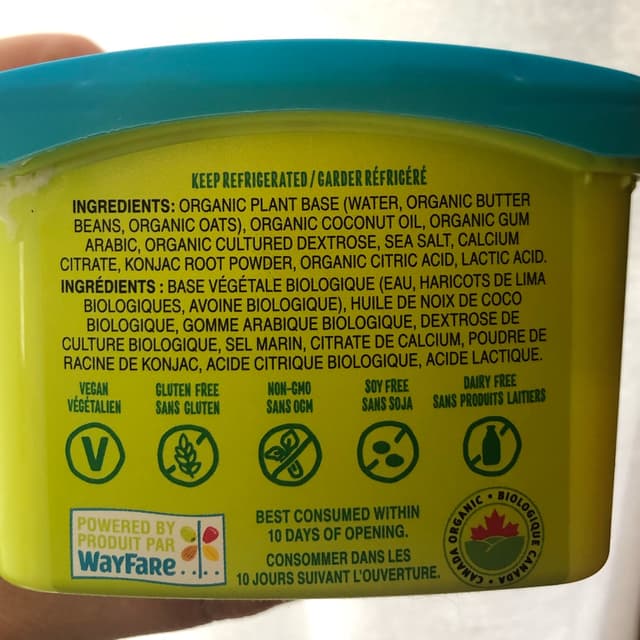 KEEP REFRIGERATED / GARDER RÉFRIGÉRÉ
INGREDIENTS: ORGANIC PLANT BASE (WATER, ORGANIC BUTTER
BEANS, ORGANIC OATS), ORGANIC COCONUT OIL, ORGANIC GUM
ARABIC, ORGANIC CULTURED DEXTROSE, SEA SALT, CALCIUM
CITRATE, KONJAC ROOT POWDER, ORGANIC CITRIC ACID, LACTIC ACID.
INGRÉDIENTS : BASE VÉGÉTALE BIOLOGIQUE (EAU, HARICOTS DE LIMA
BIOLOGIQUES, AVOINE BIOLOGIQUE), HUILE DE NOIX DE COCO
BIOLOGIQUE, GOMME ARABIQUE BIOLOGIQUE, DEXTROSE DE
CULTURE BIOLOGIQUE, SEL MARIN, CITRATE DE CALCIUM, POUDRE DE
RACINE DE KONJAC, ACIDE CITRIQUE BIOLOGIQUE, ACIDE LACTIQUE.
VEGAN
VÉGÉTALIEN
V
GLUTEN FREE
SANS GLUTEN
NON-GMO
SANS OGM
SOY FREE
SANS SOJA
DAIRY FREE
SANS PRODUITS LAITIERS
POWERED BY
PRODUIT PAR
WayFare
BEST CONSUMED WITHIN
10 DAYS OF OPENING.
CONSOMMER DANS LES
10 JOURS SUIVANT L'OUVERTURE.
CANADA ORGANIC • BIOLOGIQUE CANADA •